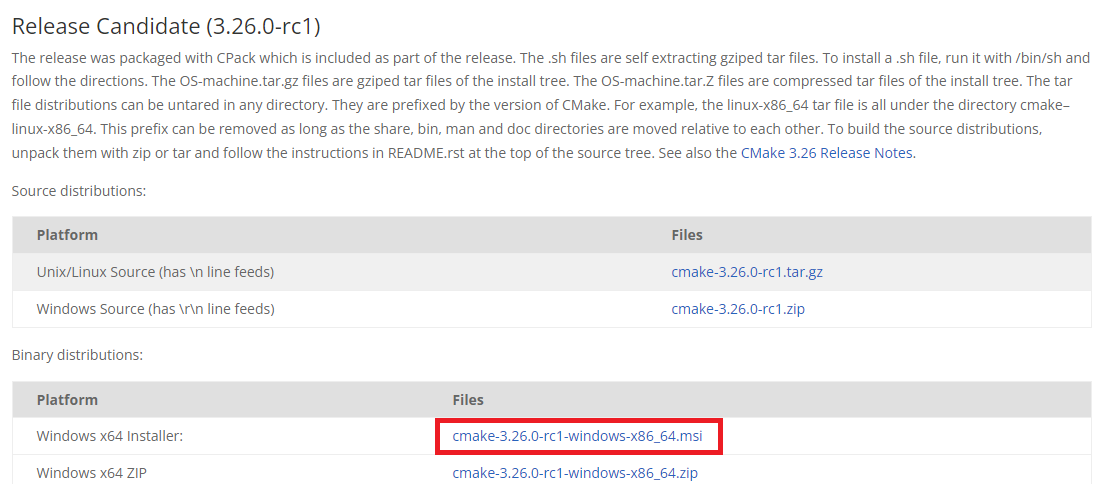 Release Candidate (3.26.0-rc1)
The release was packaged with CPack which is included as part of the release. The .sh files are self extracting gziped tar files. To install a .sh file, run it with /bin/sh and
follow the directions. The OS-machine.tar.gz files are gziped tar files of the install tree. The OS-machine.tar.Z files are compressed tar files of the install tree. The tar
file distributions can be untared in any directory. They are prefixed by the version of CMake. For example, the linux-x86_64 tar file is all under the directory cmake–
linux-x86_64. This prefix can be removed as long as the share, bin, man and doc directories are moved relative to each other. To build the source distributions,
unpack them with zip or tar and follow the instructions in README.rst at the top of the source tree. See also the CMake 3.26 Release Notes.
Source distributions:
Platform Files
Unix/Linux Source (has \n line feeds) cmake-3.26.0-rc1.tar.gz
Windows Source (has \r\n line feeds) cmake-3.26.0-rc1.zip
Binary distributions:
Platform Files
Windows x64 Installer: cmake-3.26.0-rc1-windows-x86_64.msi
Windows x64 ZIP cmake-3.26.0-rc1-windows-x86_64.zip